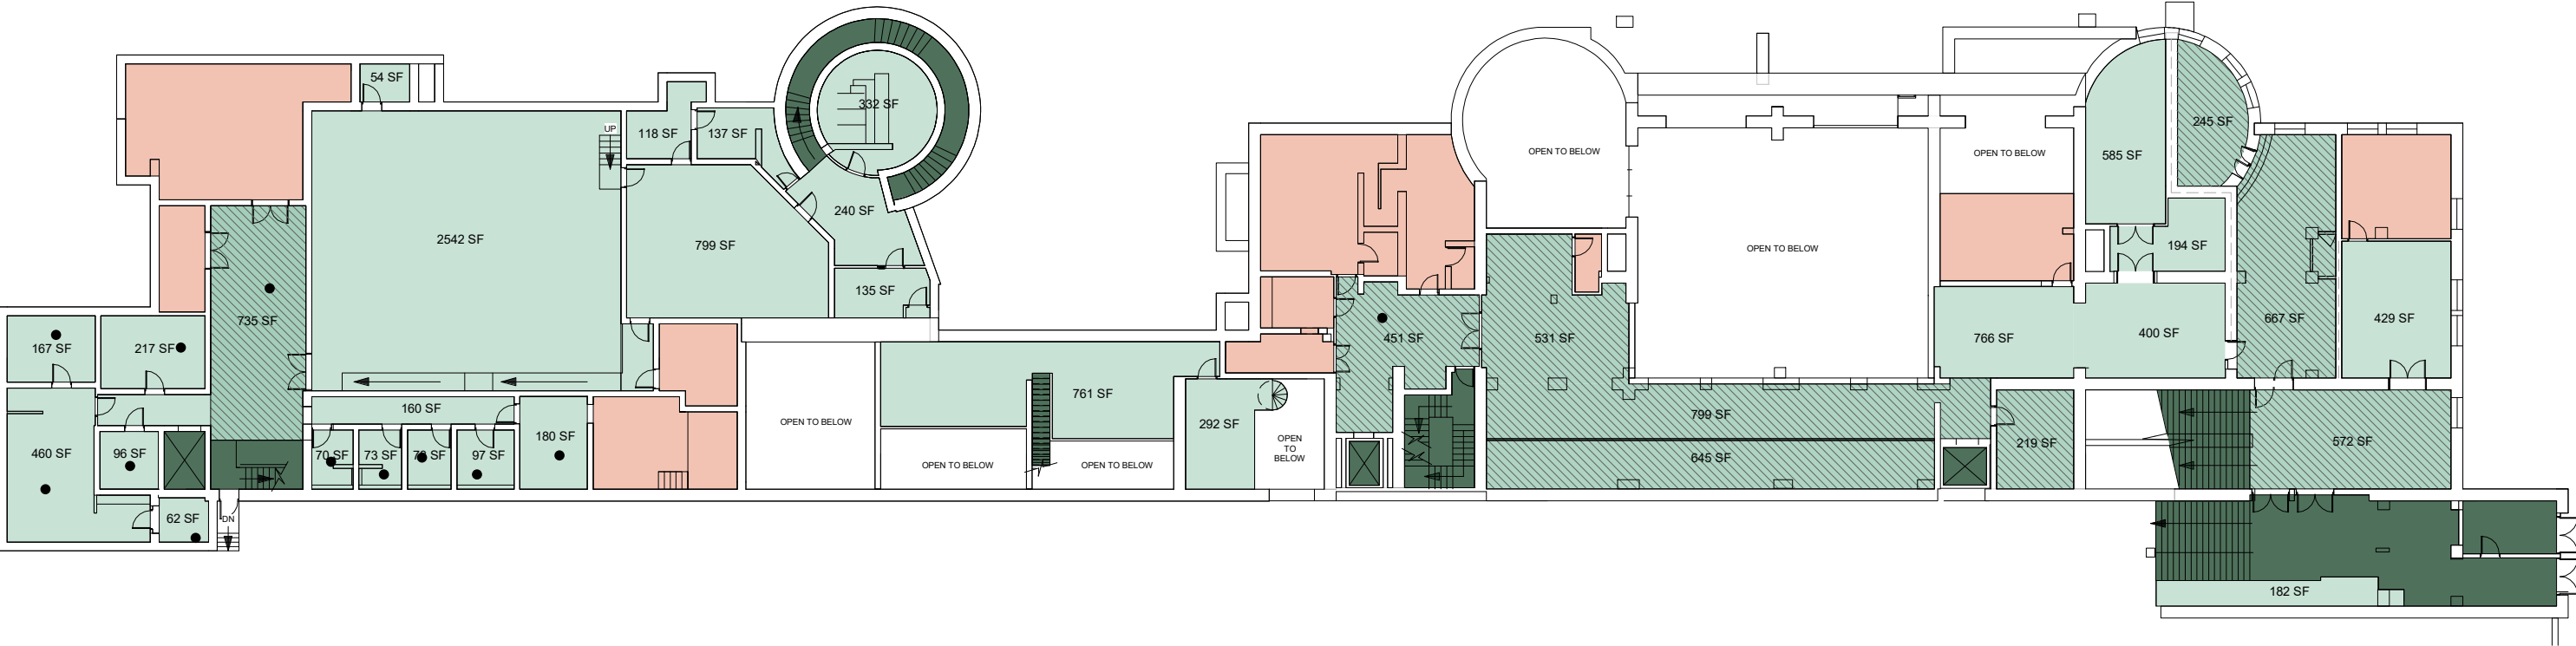 54 SF
332 SF
UP
118 SF
137 SF
245 SF
OPEN TO BELOW
OPEN TO BELOW
585 SF
240 SF
2542 SF
799 SF
OPEN TO BELOW
194 SF
135 SF
735 SF
667 SF
429 SF
167 SF
217 SF
451 SF
531 SF
766 SF
400 SF
761 SF
160 SF
799 SF
OPEN TO BELOW
292 SF
180 SF
219 SF
572 SF
460 SF
96 SF
70 SF
73 SF
97 SF
OPEN
TO
BELOW
645 SF
OPEN TO BELOW
OPEN TO BELOW
62 SF
DN
182 SF